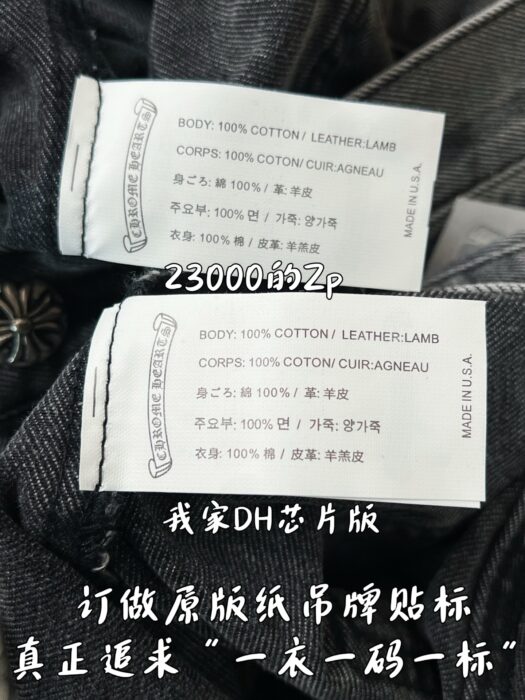 CHROME HEARTS
BODY: 100% COTTON / LEATHER:LAMB
CORPS: 100% COTON/ CUIR:AGNEAU
身ごろ: 綿 100% / 革: 羊皮
주요부: 100% 면 / 가죽: 양가죽
衣身: 100% 棉 / 皮革: 羊羔皮
MADE IN U.S.A.
23000的Zp
CHROME HEARTS
BODY: 100% COTTON / LEATHER:LAMB
CORPS: 100% COTON/ CUIR:AGNEAU
身ごろ: 綿 100% / 革: 羊皮
주요부: 100% 면 / 가죽: 양가죽
衣身: 100% 棉 / 皮革: 羊羔皮
MADE IN U.S.A.
我家DH芯片版
订做原版纸吊牌贴标
真正追求“一衣一码一标”